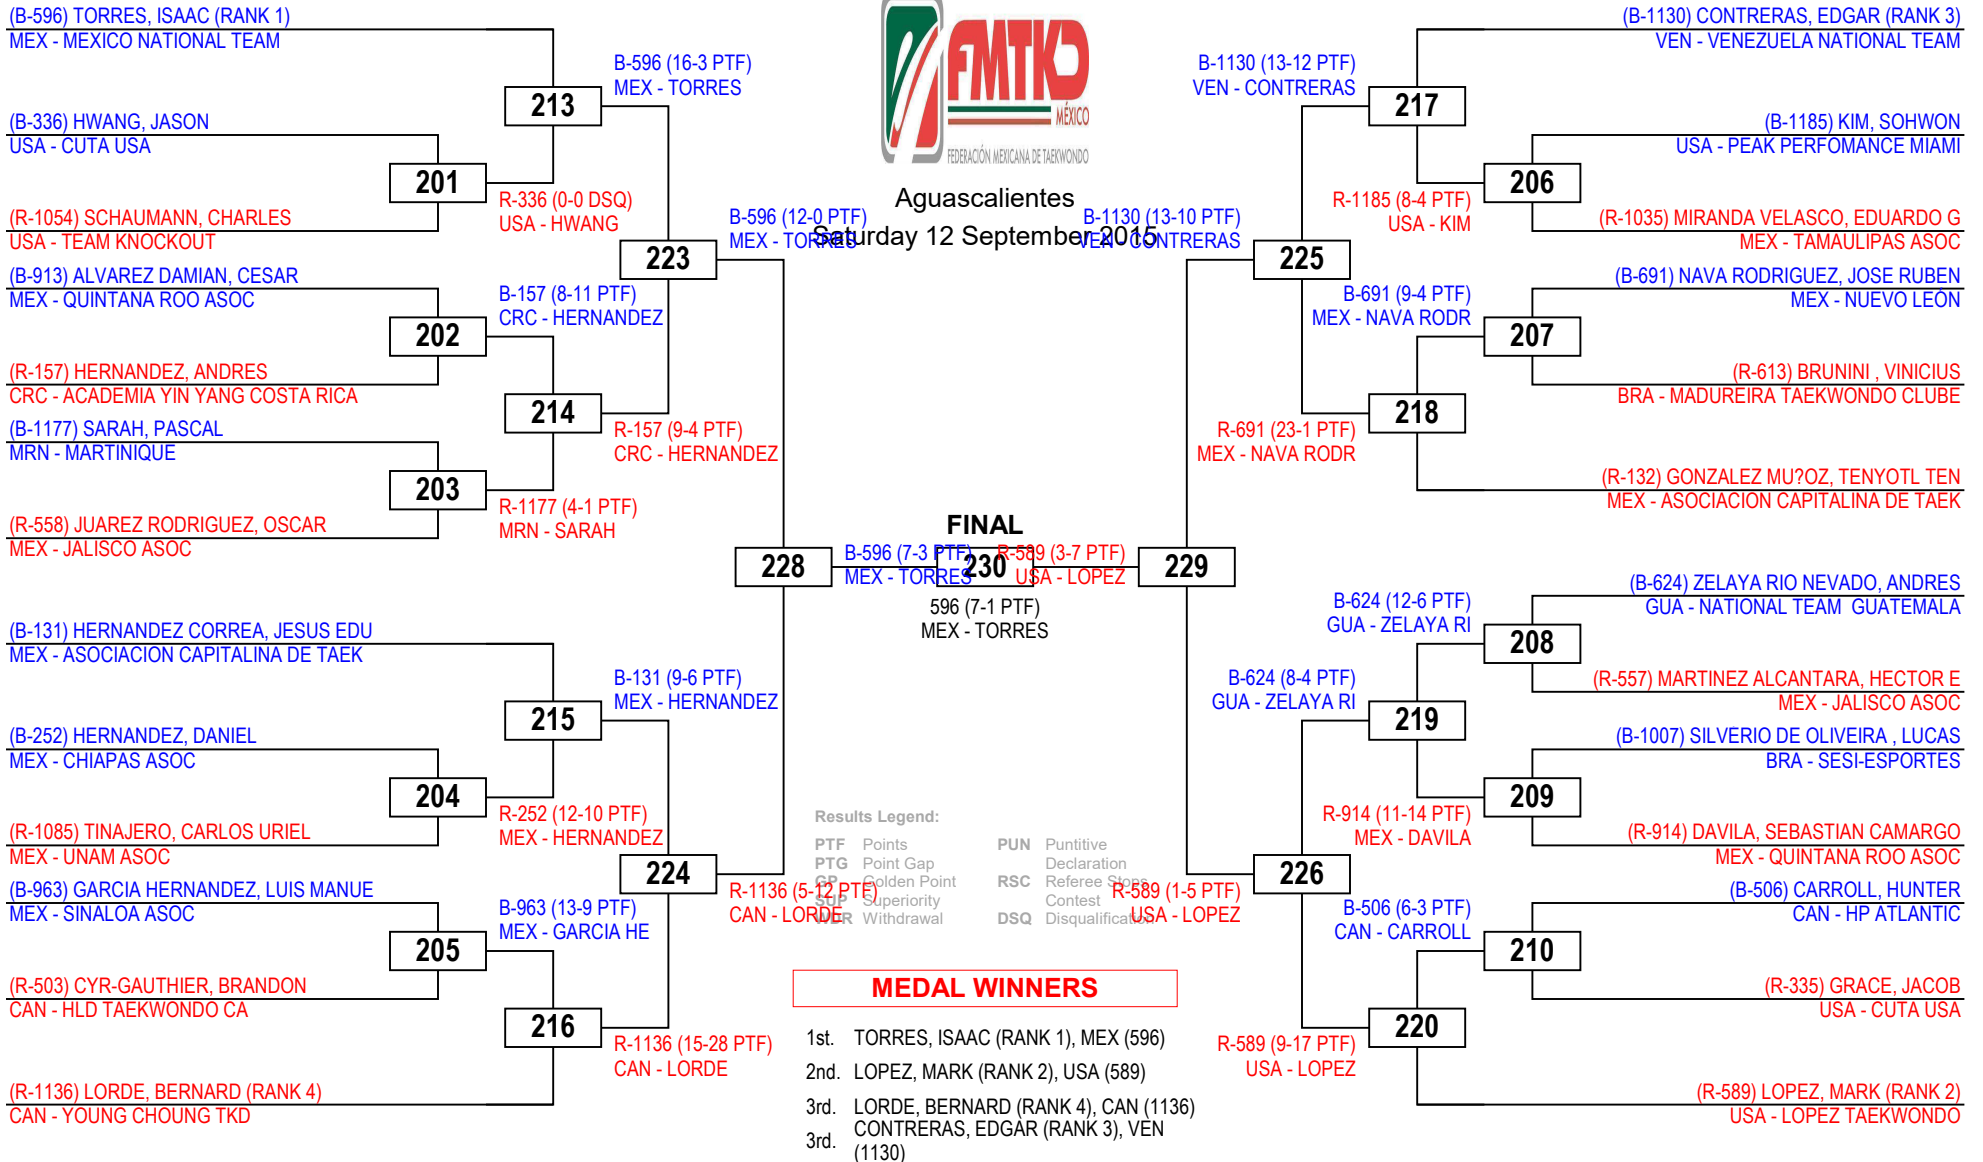 (B-596) TORRES, ISAAC (RANK 1)
MEX - MEXICO NATIONAL TEAM
(B-336) HWANG, JASON
USA - CUTA USA
(R-1054) SCHAUMANN, CHARLES
USA - TEAM KNOCKOUT
(B-913) ALVAREZ DAMIAN, CESAR
MEX - QUINTANA ROO ASOC
(R-157) HERNANDEZ, ANDRES
CRC - ACADEMIA YIN YANG COSTA RICA
(B-1177) SARAH, PASCAL
MRN - MARTINIQUE
(R-558) JUAREZ RODRIGUEZ, OSCAR
MEX - JALISCO ASOC
(B-131) HERNANDEZ CORREA, JESUS EDU
MEX - ASOCIACION CAPITALINA DE TAEK
(B-252) HERNANDEZ, DANIEL
MEX - CHIAPAS ASOC
(R-1085) TINAJERO, CARLOS URIEL
MEX - UNAM ASOC
(B-963) GARCIA HERNANDEZ, LUIS MANUE
MEX - SINALOA ASOC
(R-503) CYR-GAUTHIER, BRANDON
CAN - HLD TAEKWONDO CA
(R-1136) LORDE, BERNARD (RANK 4)
CAN - YOUNG CHOUNG TKD
201
202
203
204
205
R-336 (0-0 DSQ)
USA - HWANG
B-157 (8-11 PTF)
CRC - HERNANDEZ
R-1177 (4-1 PTF)
MRN - SARAH
R-252 (12-10 PTF)
MEX - HERNANDEZ
B-963 (13-9 PTF)
MEX - GARCIA HE
213
214
215
216
B-596 (16-3 PTF)
MEX - TORRES
R-157 (9-4 PTF)
CRC - HERNANDEZ
B-131 (9-6 PTF)
MEX - HERNANDEZ
R-1136 (15-28 PTF)
CAN - LORDE
223
224
B-596 (12-0 PTF)
MEX - TORRES
R-1136 (5-12 PTF)
CAN - LORDE
228
B-596 (7-3 PTF)
MEX - TORRES
FMTKD
MÉXICO
FEDERACIÓN MEXICANA DE TAEKWONDO
Aguascalientes
Saturday 12 September 2015
FINAL
230
596 (7-1 PTF)
MEX - TORRES
R-589 (3-7 PTF)
USA - LOPEZ
229
B-1130 (13-10 PTF)
VEN - CONTRERAS
R-589 (1-5 PTF)
USA - LOPEZ
225
226
B-1130 (13-12 PTF)
VEN - CONTRERAS
R-691 (23-1 PTF)
MEX - NAVA RODR
B-624 (8-4 PTF)
GUA - ZELAYA RI
R-589 (9-17 PTF)
USA - LOPEZ
217
218
219
220
R-1185 (8-4 PTF)
USA - KIM
B-691 (9-4 PTF)
MEX - NAVA RODR
B-624 (12-6 PTF)
GUA - ZELAYA RI
R-914 (11-14 PTF)
MEX - DAVILA
B-506 (6-3 PTF)
CAN - CARROLL
206
207
208
209
210
(B-1130) CONTRERAS, EDGAR (RANK 3)
VEN - VENEZUELA NATIONAL TEAM
(B-1185) KIM, SOHWON
USA - PEAK PERFOMANCE MIAMI
(R-1035) MIRANDA VELASCO, EDUARDO G
MEX - TAMAULIPAS ASOC
(B-691) NAVA RODRIGUEZ, JOSE RUBEN
MEX - NUEVO LEÓN
(R-613) BRUNINI , VINICIUS
BRA - MADUREIRA TAEKWONDO CLUBE
(R-132) GONZALEZ MU?OZ, TENYOTL TEN
MEX - ASOCIACION CAPITALINA DE TAEK
(B-624) ZELAYA RIO NEVADO, ANDRES
GUA - NATIONAL TEAM  GUATEMALA
(R-557) MARTINEZ ALCANTARA, HECTOR E
MEX - JALISCO ASOC
(B-1007) SILVERIO DE OLIVEIRA , LUCAS
BRA - SESI-ESPORTES
(R-914) DAVILA, SEBASTIAN CAMARGO
MEX - QUINTANA ROO ASOC
(B-506) CARROLL, HUNTER
CAN - HP ATLANTIC
(R-335) GRACE, JACOB
USA - CUTA USA
(R-589) LOPEZ, MARK (RANK 2)
USA - LOPEZ TAEKWONDO
Results Legend:
PTF Points
PTG Point Gap
GP Golden Point
SUP Superiority
WDR Withdrawal
PUN Puntitive
Declaration
RSC Referee Stops
Contest
DSQ Disqualification
MEDAL WINNERS
1st. TORRES, ISAAC (RANK 1), MEX (596)
2nd. LOPEZ, MARK (RANK 2), USA (589)
3rd. LORDE, BERNARD (RANK 4), CAN (1136)
3rd. CONTRERAS, EDGAR (RANK 3), VEN
(1130)